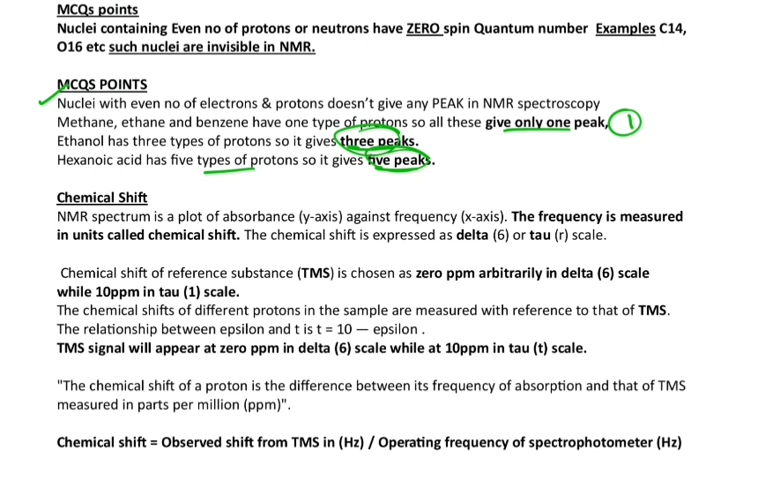 MCQs points
Nuclei containing Even no of protons or neutrons have ZERO spin Quantum number Examples C14,
O16 etc such nuclei are invisible in NMR.
MCQS POINTS
Nuclei with even no of electrons & protons doesn't give any PEAK in NMR spectroscopy
Methane, ethane and benzene have one type of protons so all these give only one peak, 1
Ethanol has three types of protons so it gives three peaks.
Hexanoic acid has five types of protons so it gives five peaks.
Chemical Shift
NMR spectrum is a plot of absorbance (y-axis) against frequency (x-axis). The frequency is measured
in units called chemical shift. The chemical shift is expressed as delta (6) or tau (r) scale.
Chemical shift of reference substance (TMS) is chosen as zero ppm arbitrarily in delta (6) scale
while 10ppm in tau (1) scale.
The chemical shifts of different protons in the sample are measured with reference to that of TMS.
The relationship between epsilon and t is t = 10 — epsilon .
TMS signal will appear at zero ppm in delta (6) scale while at 10ppm in tau (t) scale.
"The chemical shift of a proton is the difference between its frequency of absorption and that of TMS
measured in parts per million (ppm)".
Chemical shift = Observed shift from TMS in (Hz) / Operating frequency of spectrophotometer (Hz)